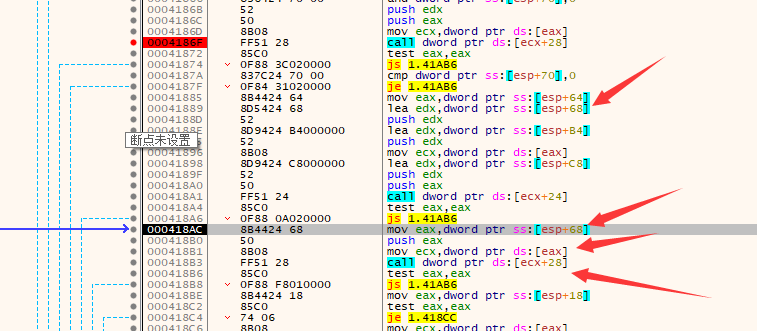 0004186B 52 push edx
0004186C 50 push eax
0004186D 8B08 mov ecx,dword ptr ds:[eax]
0004186F FF51 28 call dword ptr ds:[ecx+28]
00041872 85C0 test eax,eax
00041874 0F88 3C020000 js 1.41AB6
0004187A 837C24 70 00 cmp dword ptr ss:[esp+70],0
0004187F 0F84 31020000 je 1.41AB6
00041885 8B4424 64 mov eax,dword ptr ss:[esp+64]
00041889 8D5424 68 lea edx,dword ptr ss:[esp+68]
0004188D 52 push edx
8D9424 B4000000 lea edx,dword ptr ss:[esp+B4]
断点未设置 52 push edx
00041896 8B08 mov ecx,dword ptr ds:[eax]
00041898 8D9424 C8000000 lea edx,dword ptr ss:[esp+C8]
0004189F 52 push edx
000418A0 50 push eax
000418A1 FF51 24 call dword ptr ds:[ecx+24]
000418A4 85C0 test eax,eax
000418A6 0F88 0A020000 js 1.41AB6
000418AC 8B4424 68 mov eax,dword ptr ss:[esp+68]
000418B0 50 push eax
000418B1 8B08 mov ecx,dword ptr ds:[eax]
000418B3 FF51 28 call dword ptr ds:[ecx+28]
000418B6 85C0 test eax,eax
000418B8 0F88 F8010000 js 1.41AB6
000418BE 8B4424 18 mov eax,dword ptr ss:[esp+18]
000418C2 85C0 test eax,eax
000418C4 74 06 je 1.418CC
000418C6 8B08 mov ecx,dword ptr ds:[eax]